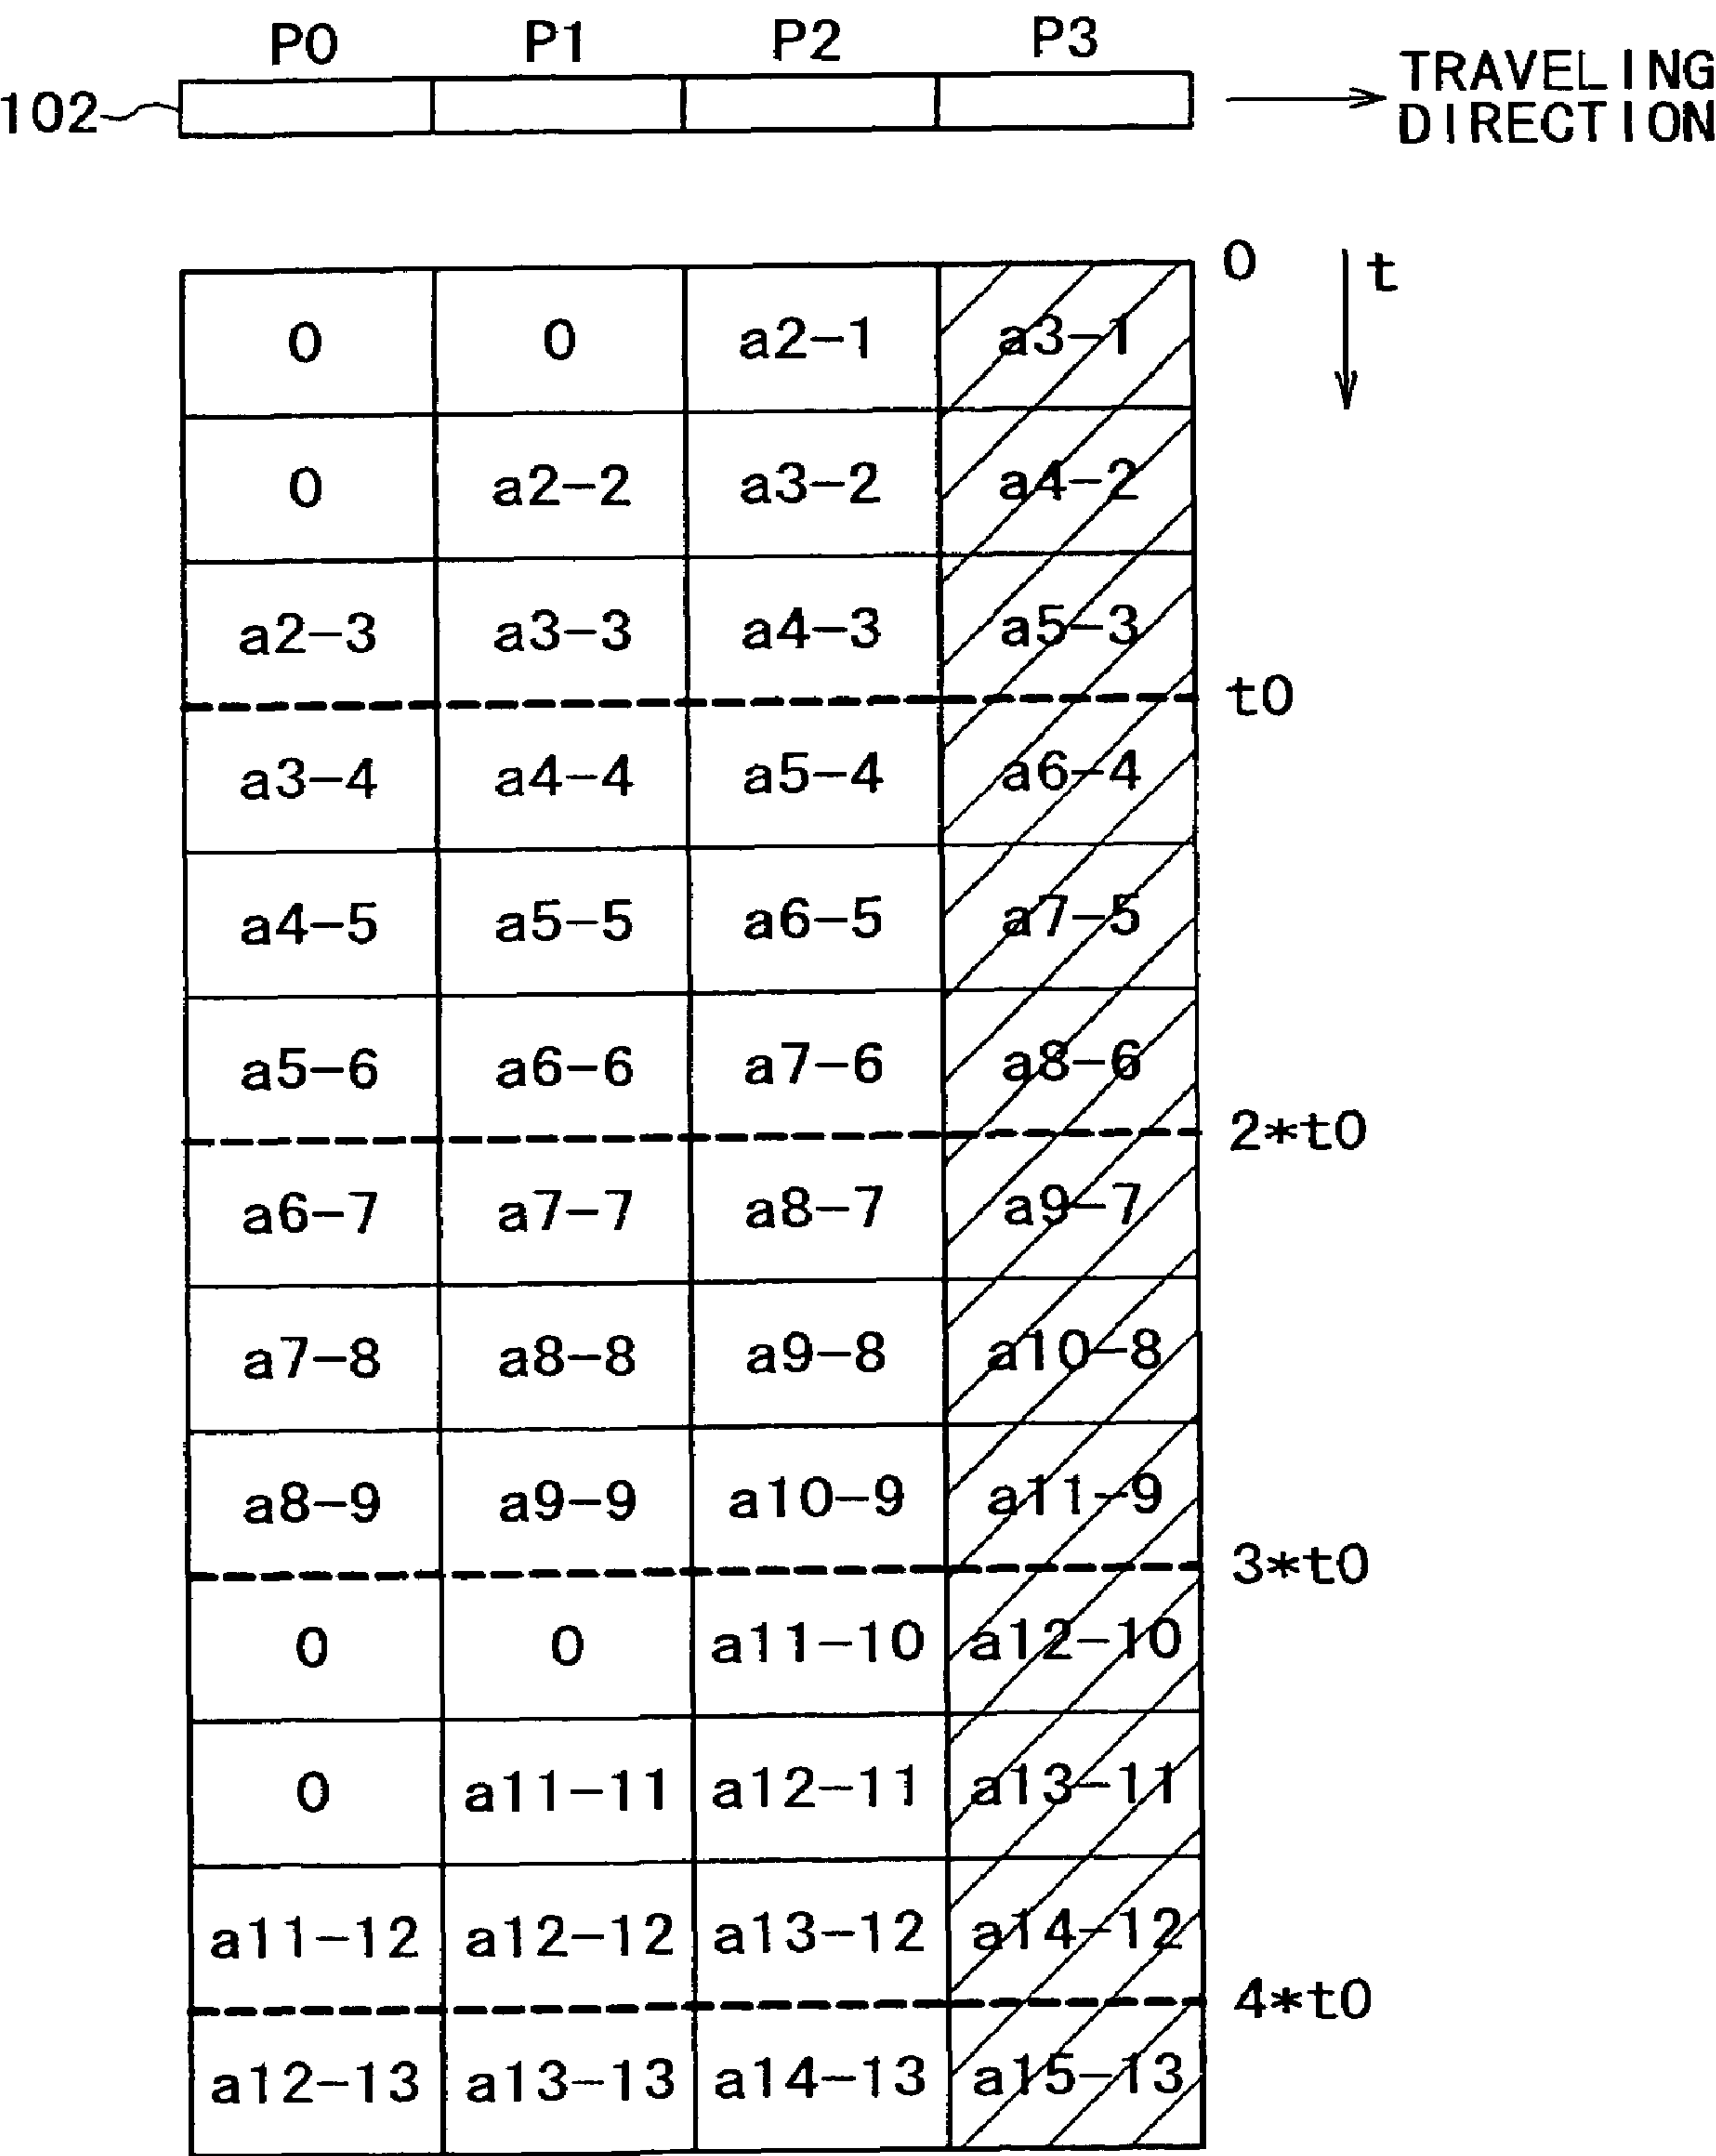 P0 P1 P2 P3
102
TRAVELING
DIRECTION
0
t
0 0 a2-1 a3-1
0 a2-2 a3-2 a4-2
a2-3 a3-3 a4-3 a5-3
t0
a3-4 a4-4 a5-4 a6-4
a4-5 a5-5 a6-5 a7-5
a5-6 a6-6 a7-6 a8-6
2*t0
a6-7 a7-7 a8-7 a9-7
a7-8 a8-8 a9-8 a10-8
a8-9 a9-9 a10-9 a11-9
3*t0
0 0 a11-10 a12-10
0 a11-11 a12-11 a13-11
a11-12 a12-12 a13-12 a14-12
4*t0
a12-13 a13-13 a14-13 a15-13